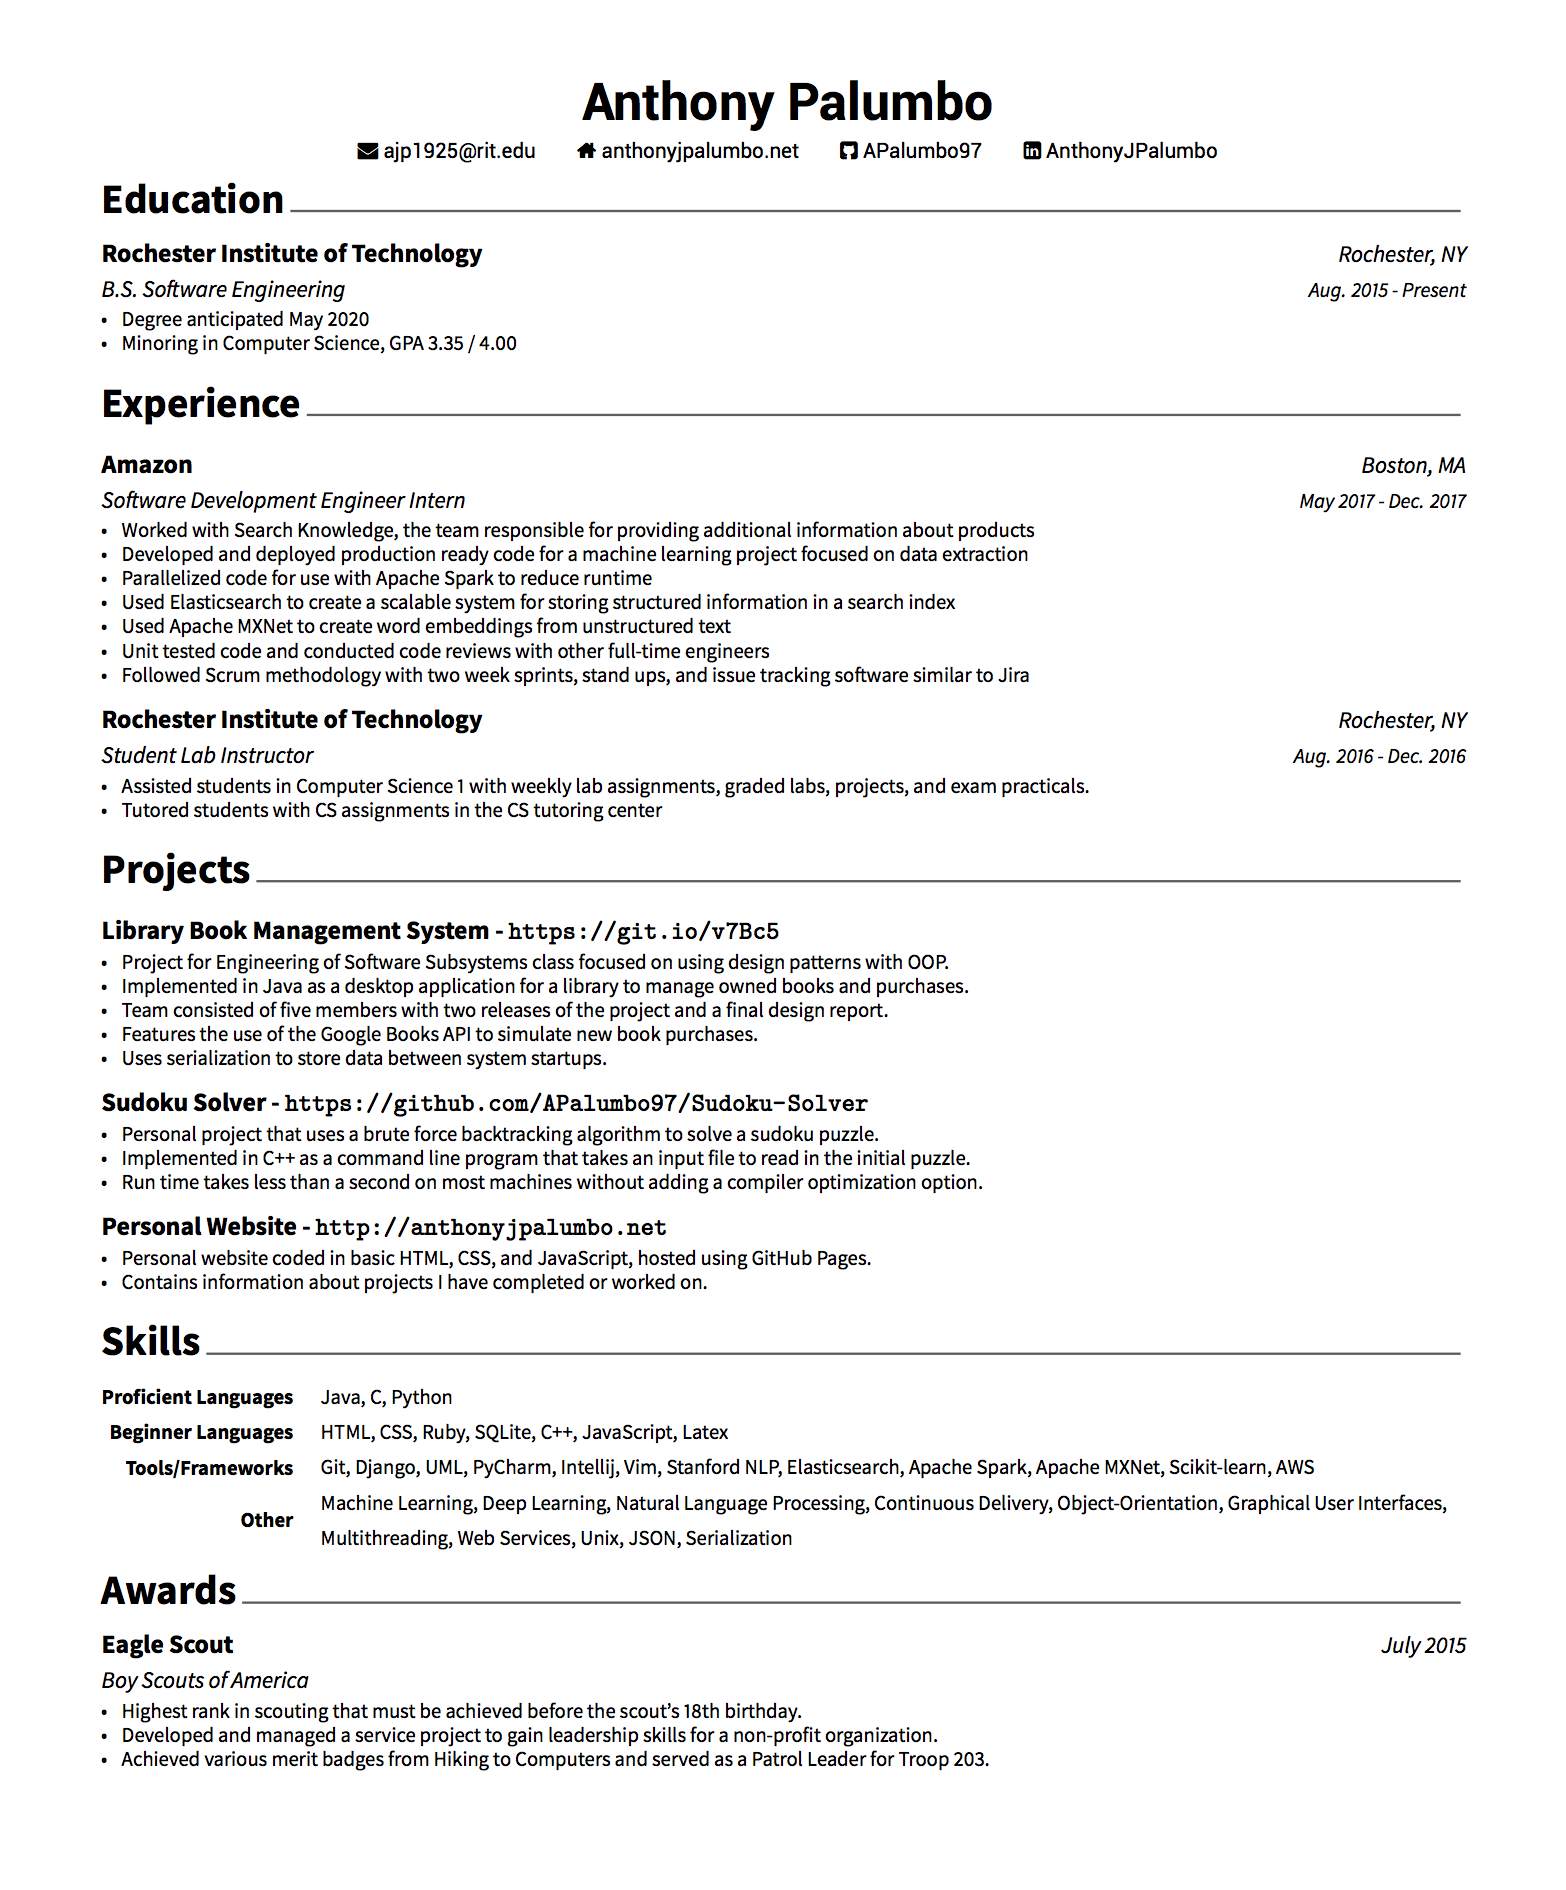 Anthony Palumbo
ajp1925@rit.edu anthonyjpalumbo.net APalumbo97 AnthonyJPalumbo
Education
Rochester Institute of Technology Rochester, NY
B.S. Software Engineering Aug. 2015 - Present
• Degree anticipated May 2020
• Minoring in Computer Science, GPA 3.35 / 4.00
Experience
Amazon Boston, MA
Software Development Engineer Intern May 2017 - Dec. 2017
• Worked with Search Knowledge, the team responsible for providing additional information about products
• Developed and deployed production ready code for a machine learning project focused on data extraction
• Parallelized code for use with Apache Spark to reduce runtime
• Used Elasticsearch to create a scalable system for storing structured information in a search index
• Used Apache MXNet to create word embeddings from unstructured text
• Unit tested code and conducted code reviews with other full-time engineers
• Followed Scrum methodology with two week sprints, stand ups, and issue tracking software similar to Jira
Rochester Institute of Technology Rochester, NY
Student Lab Instructor Aug. 2016 - Dec. 2016
• Assisted students in Computer Science 1 with weekly lab assignments, graded labs, projects, and exam practicals.
• Tutored students with CS assignments in the CS tutoring center
Projects
Library Book Management System - https://git.io/v7Bc5
• Project for Engineering of Software Subsystems class focused on using design patterns with OOP.
• Implemented in Java as a desktop application for a library to manage owned books and purchases.
• Team consisted of five members with two releases of the project and a final design report.
• Features the use of the Google Books API to simulate new book purchases.
• Uses serialization to store data between system startups.
Sudoku Solver - https://github.com/APalumbo97/Sudoku-Solver
• Personal project that uses a brute force backtracking algorithm to solve a sudoku puzzle.
• Implemented in C++ as a command line program that takes an input file to read in the initial puzzle.
• Run time takes less than a second on most machines without adding a compiler optimization option.
Personal Website - http://anthonyjpalumbo.net
• Personal website coded in basic HTML, CSS, and JavaScript, hosted using GitHub Pages.
• Contains information about projects I have completed or worked on.
Skills
Proficient Languages Java, C, Python
Beginner Languages HTML, CSS, Ruby, SQLite, C++, JavaScript, Latex
Tools/Frameworks Git, Django, UML, PyCharm, Intellij, Vim, Stanford NLP, Elasticsearch, Apache Spark, Apache MXNet, Scikit-learn, AWS
Other Machine Learning, Deep Learning, Natural Language Processing, Continuous Delivery, Object-Orientation, Graphical User Interfaces,
Multithreading, Web Services, Unix, JSON, Serialization
Awards
Eagle Scout July 2015
Boy Scouts of America
• Highest rank in scouting that must be achieved before the scout's 18th birthday.
• Developed and managed a service project to gain leadership skills for a non-profit organization.
• Achieved various merit badges from Hiking to Computers and served as a Patrol Leader for Troop 203.